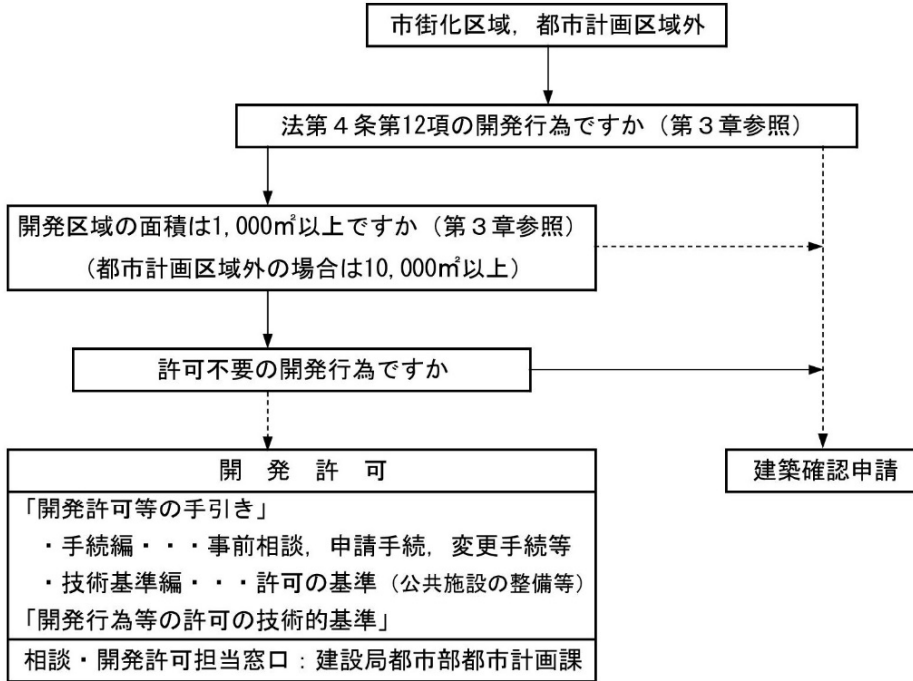 市街化区域，都市計画区域外
法第４条第12項の開発行為ですか（第３章参照）
開発区域の面積は1,000㎡以上ですか（第３章参照）
（都市計画区域外の場合は10,000㎡以上）
許可不要の開発行為ですか
開　発　許　可
建築確認申請
「開発許可等の手引き」
・手続編・・・事前相談，申請手続，変更手続等
・技術基準編・・・許可の基準（公共施設の整備等）
「開発行為等の許可の技術的基準」
相談・開発許可担当窓口：建設局都市部都市計画課